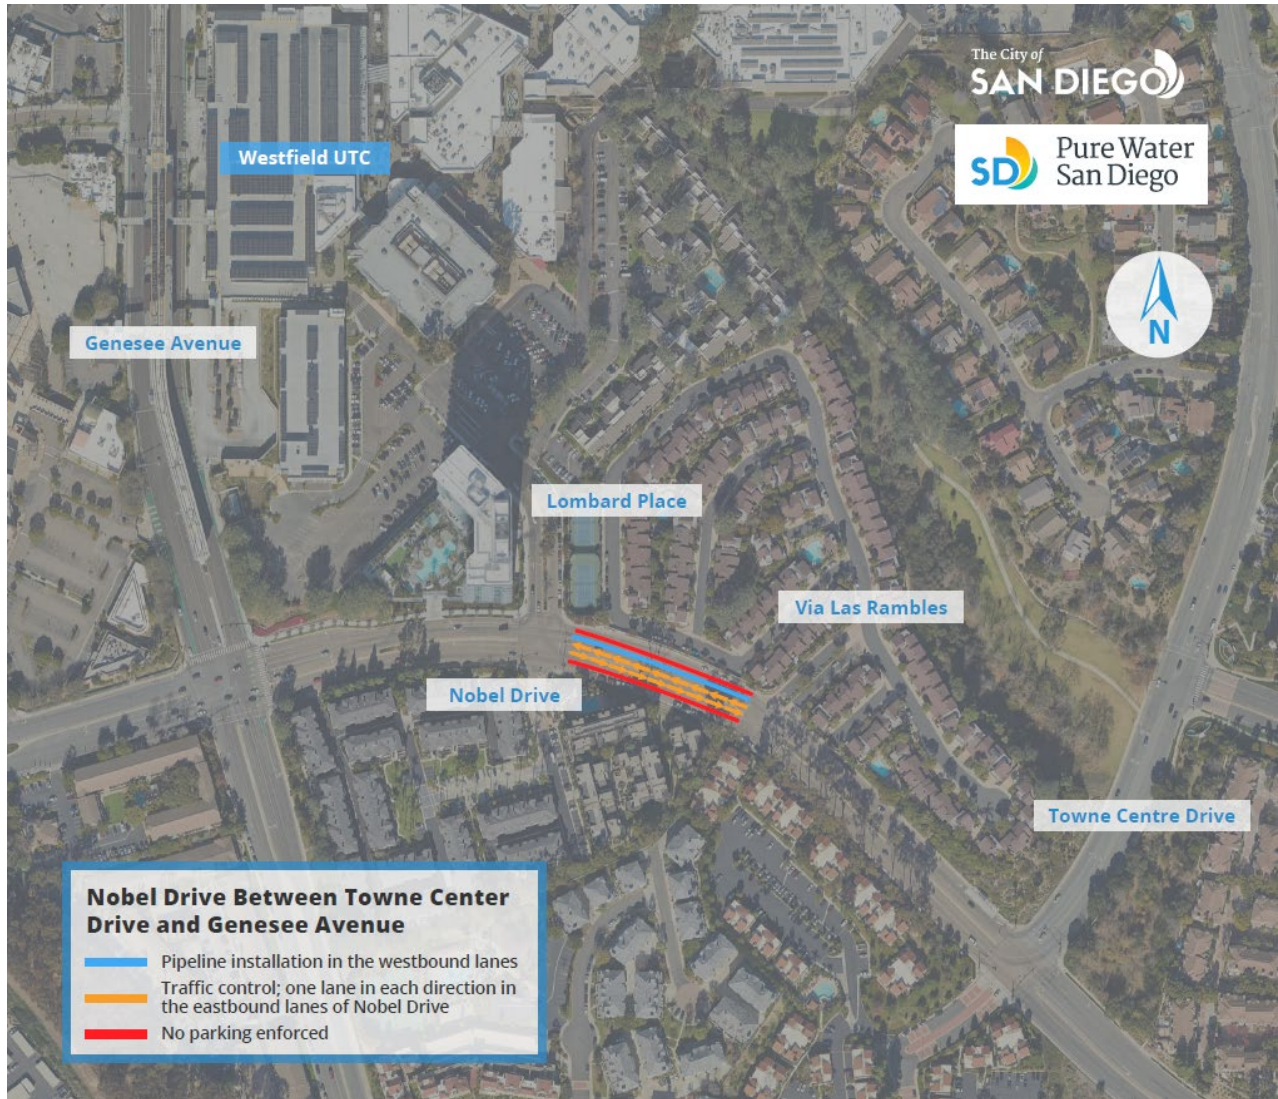 The City of
SAN DIEGO
SD
Pure Water
San Diego
Westfield UTC
N
Genesee Avenue
Lombard Place
Via Las Rambles
Nobel Drive
Towne Centre Drive
Nobel Drive Between Towne Center
Drive and Genesee Avenue
Pipeline installation in the westbound lanes
Traffic control; one lane in each direction in
the eastbound lanes of Nobel Drive
No parking enforced